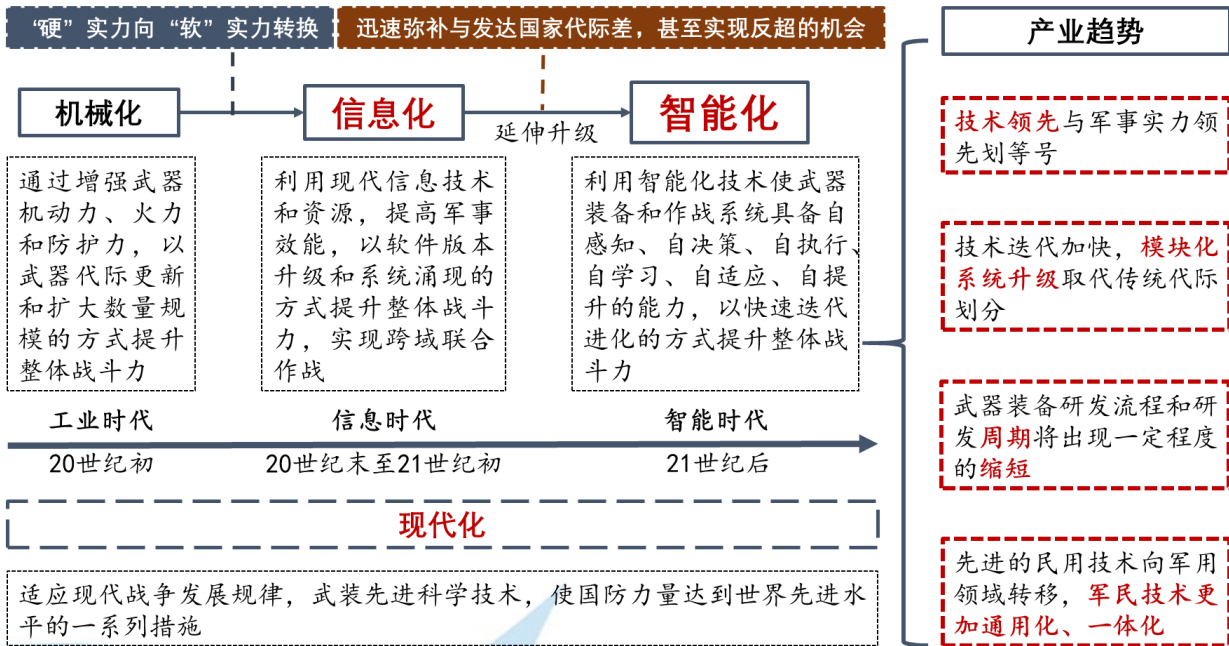 “硬”实力向“软”实力转换
迅速弥补与发达国家代际差，甚至实现反超的机会
机械化
信息化
延伸升级
智能化
通过增强武器
机动力、火力
和防护力，以
武器代际更新
和扩大数量规
模的方式提升
整体战斗力
利用现代信息技术
和资源，提高军事
效能，以软件版本
升级和系统涌现的
方式提升整体战斗
力，实现跨域联合
作战
利用智能化技术使武器
装备和作战系统具备自
感知、自决策、自执行、
自学习、自适应、自提
升的能力，以快速迭代
进化的方式提升整体战
斗力
工业时代
信息时代
智能时代
20世纪初
20世纪末至21世纪初
21世纪后
现代化
适应现代战争发展规律，武装先进科学技术，使国防力量达到世界先进水
平的一系列措施
产业趋势
技术领先与军事实力领
先划等号
技术迭代加快，模块化
系统升级取代传统代际
划分
武器装备研发流程和研
发周期将出现一定程度
的缩短
先进的民用技术向军用
领域转移，军民技术更
加通用化、一体化